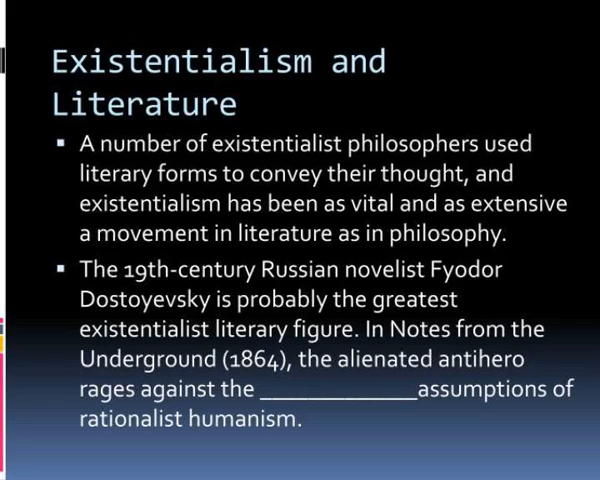 Existentialism and
Literature
▪ A number of existentialist philosophers used
literary forms to convey their thought, and
existentialism has been as vital and as extensive
a movement in literature as in philosophy.
▪ The 19th-century Russian novelist Fyodor
Dostoyevsky is probably the greatest
existentialist literary figure. In Notes from the
Underground (1864), the alienated antihero
rages against the ______________assumptions of
rationalist humanism.